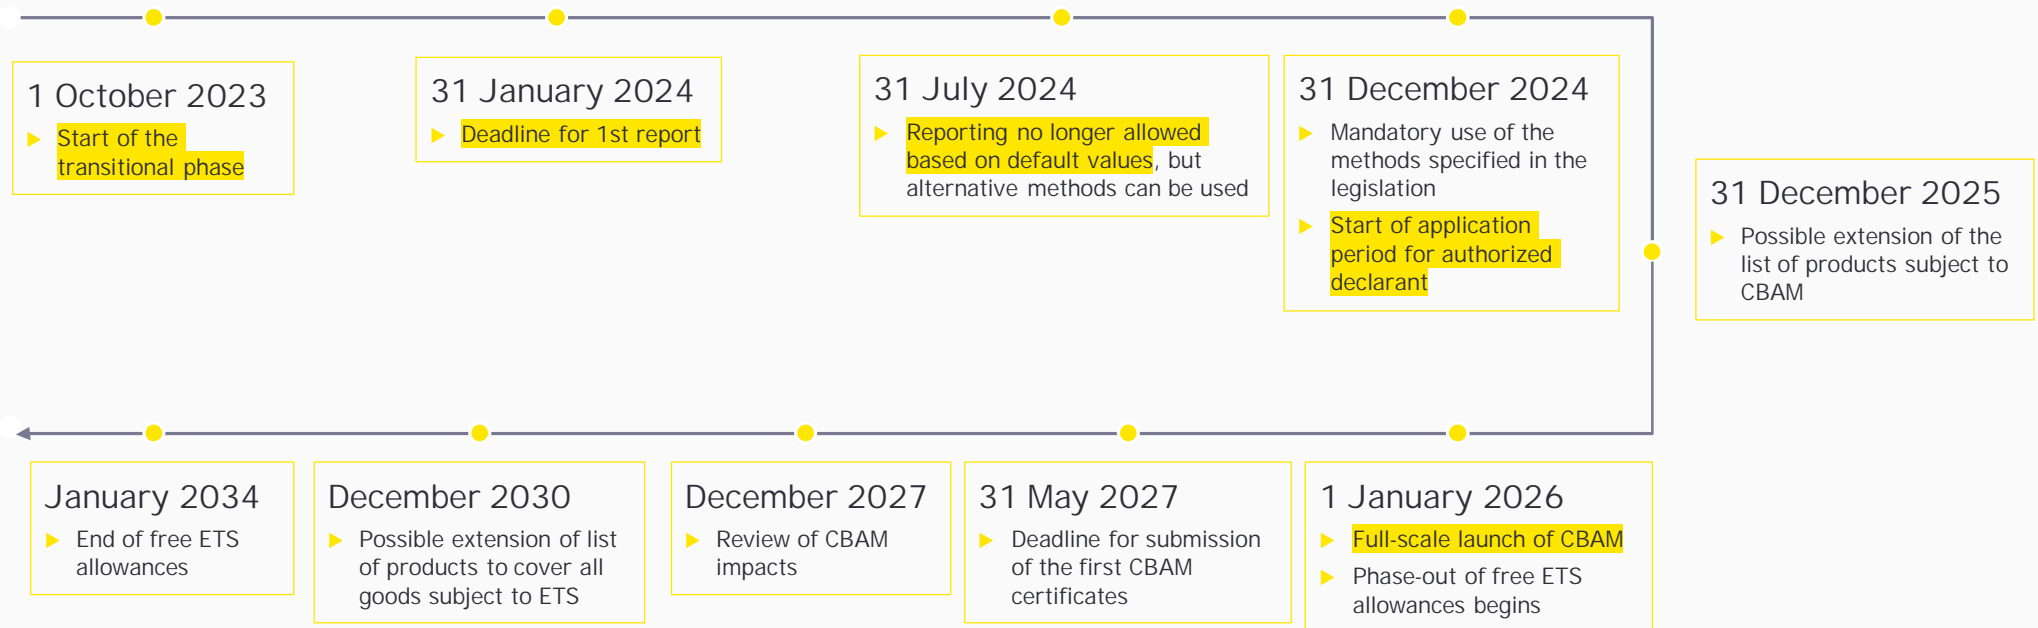 1 October 2023
Start of the
transitional phase
31 January 2024
Deadline for 1st report
31 July 2024
Reporting no longer allowed
based on default values, but
alternative methods can be used
31 December 2024
Mandatory use of the
methods specified in the
legislation
Start of application
period for authorized
declarant
31 December 2025
Possible extension of the
list of products subject to
CBAM
January 2034
End of free ETS
allowances
December 2030
Possible extension of list
of products to cover all
goods subject to ETS
December 2027
Review of CBAM
impacts
31 May 2027
Deadline for submission
of the first CBAM
certificates
1 January 2026
Full-scale launch of CBAM
Phase-out of free ETS
allowances begins